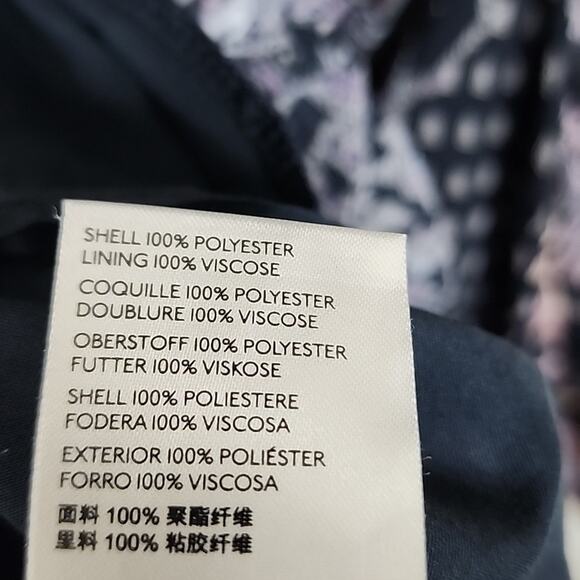 SHELL 100% POLYESTER
LINING 100% VISCOSE
COQUILLE 100% POLYESTER
DOUBLURE 100% VISCOSE
OBERSTOFF 100% POLYESTER
FUTTER 100% VISKOSE
SHELL 100% POLIESTERE
FODERA 100% VISCOSA
EXTERIOR 100% POLIÉSTER
FORRO 100% VISCOSA
面料 100% 聚酯纤维
里料 100% 粘胶纤维